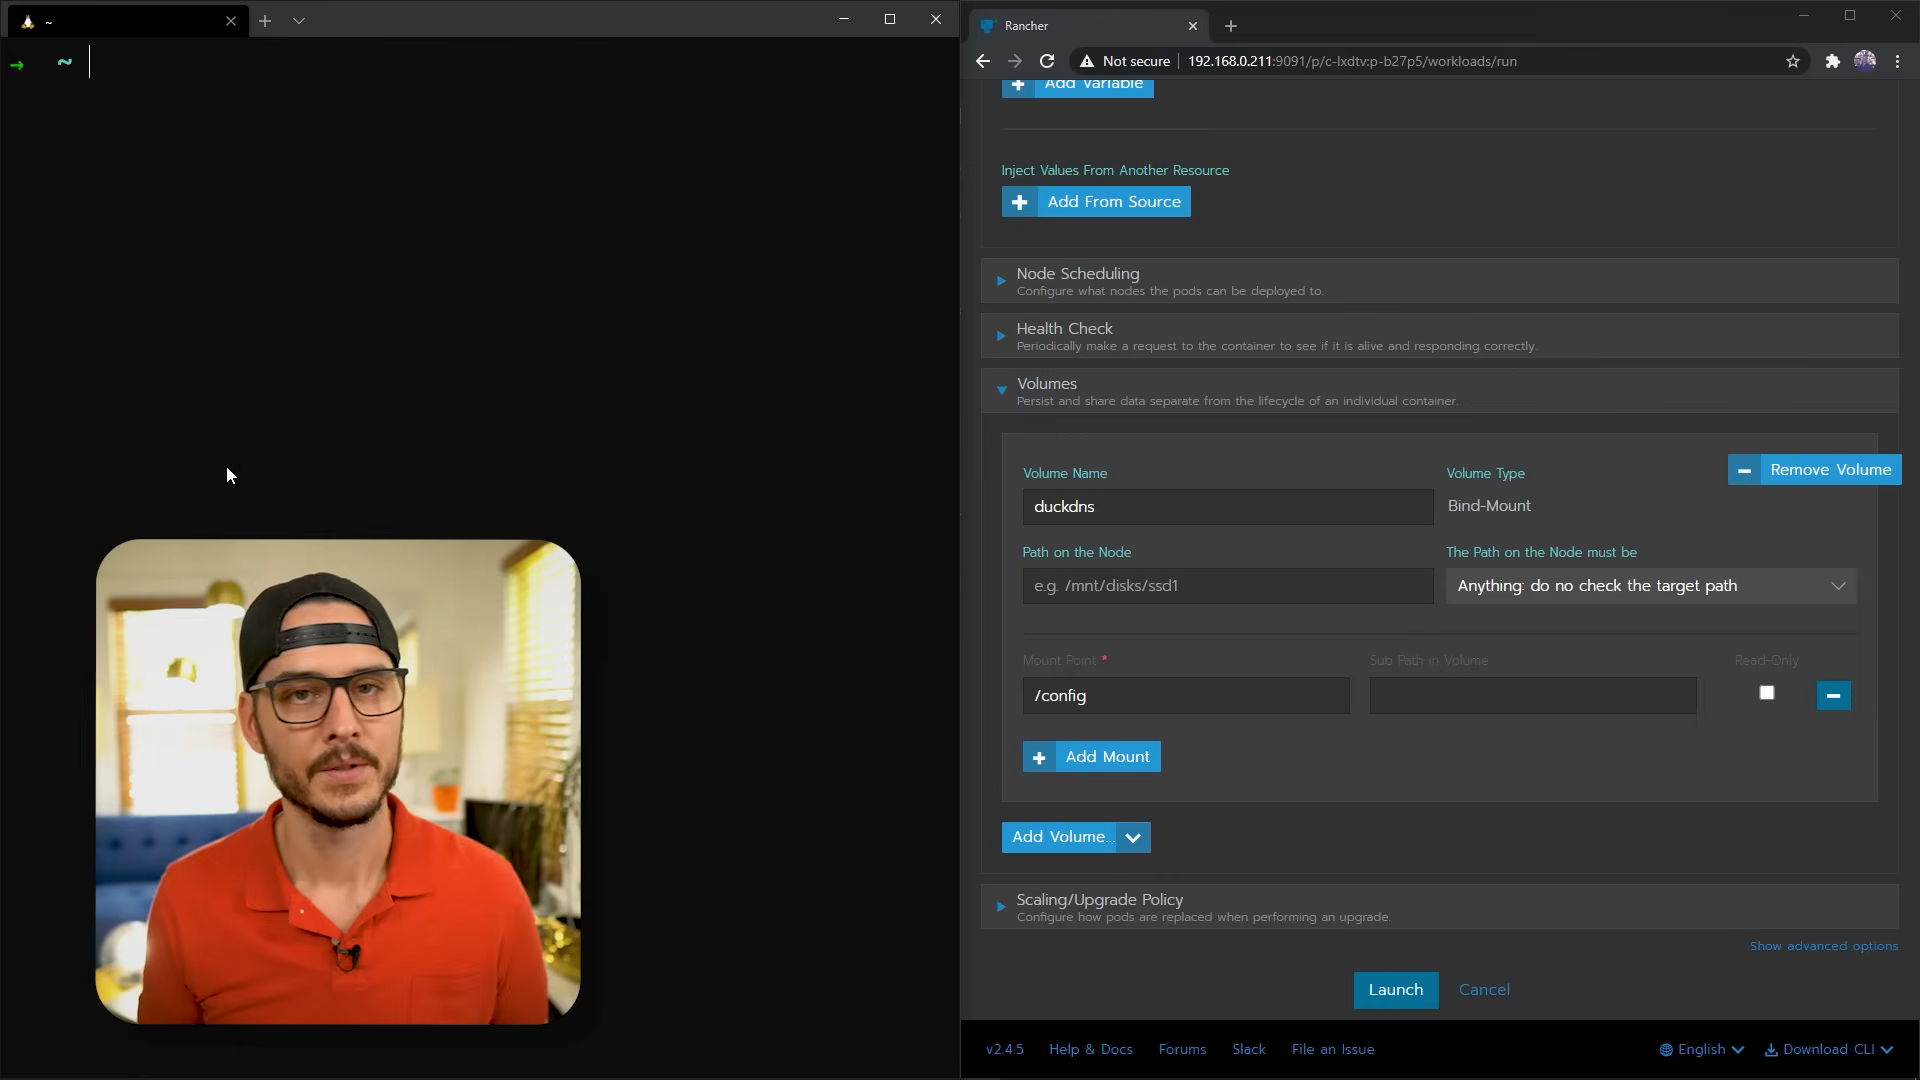 ~
Rancher
→ ~
Not secure
192.168.0.211:9091/p/c-lxdtv:p-b27p5/workloads/run
Add Variable
Inject Values From Another Resource
Add From Source
Node Scheduling
Configure what nodes the pods can be deployed to.
Health Check
Periodically make a request to the container to see if it is alive and responding correctly.
Volumes
Persist and share data separate from the lifecycle of an individual container.
Volume Name
Volume Type
Remove Volume
duckdns
Bind-Mount
Path on the Node
The Path on the Node must be
e.g. /mnt/disks/ssd1
Anything: do no check the target path
Mount Point *
Sub Path in Volume
Read-Only
/config
Add Mount
Add Volume...
Scaling/Upgrade Policy
Configure how pods are replaced when performing an upgrade.
Show advanced options
Launch
Cancel
v2.4.5
Help & Docs
Forums
Slack
File an Issue
English
Download CLI